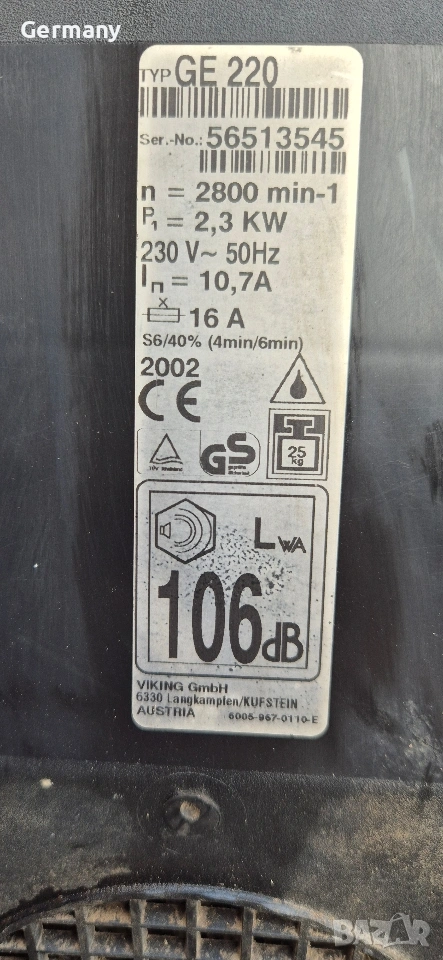 Germany
TYP GE 220
Ser.-No.: 56513545
n = 2800 min-1
P1 = 2,3 KW
230 V~ 50Hz
In = 10,7A
16 A
S6/40% (4min/6min)
2002
CE
GS
geprüfte Sicherheit
25 kg
LWA
106dB
VIKING GmbH
6330 Langkampfen/KUFSTEIN
AUSTRIA
6005-967-0110-E
BAZAR